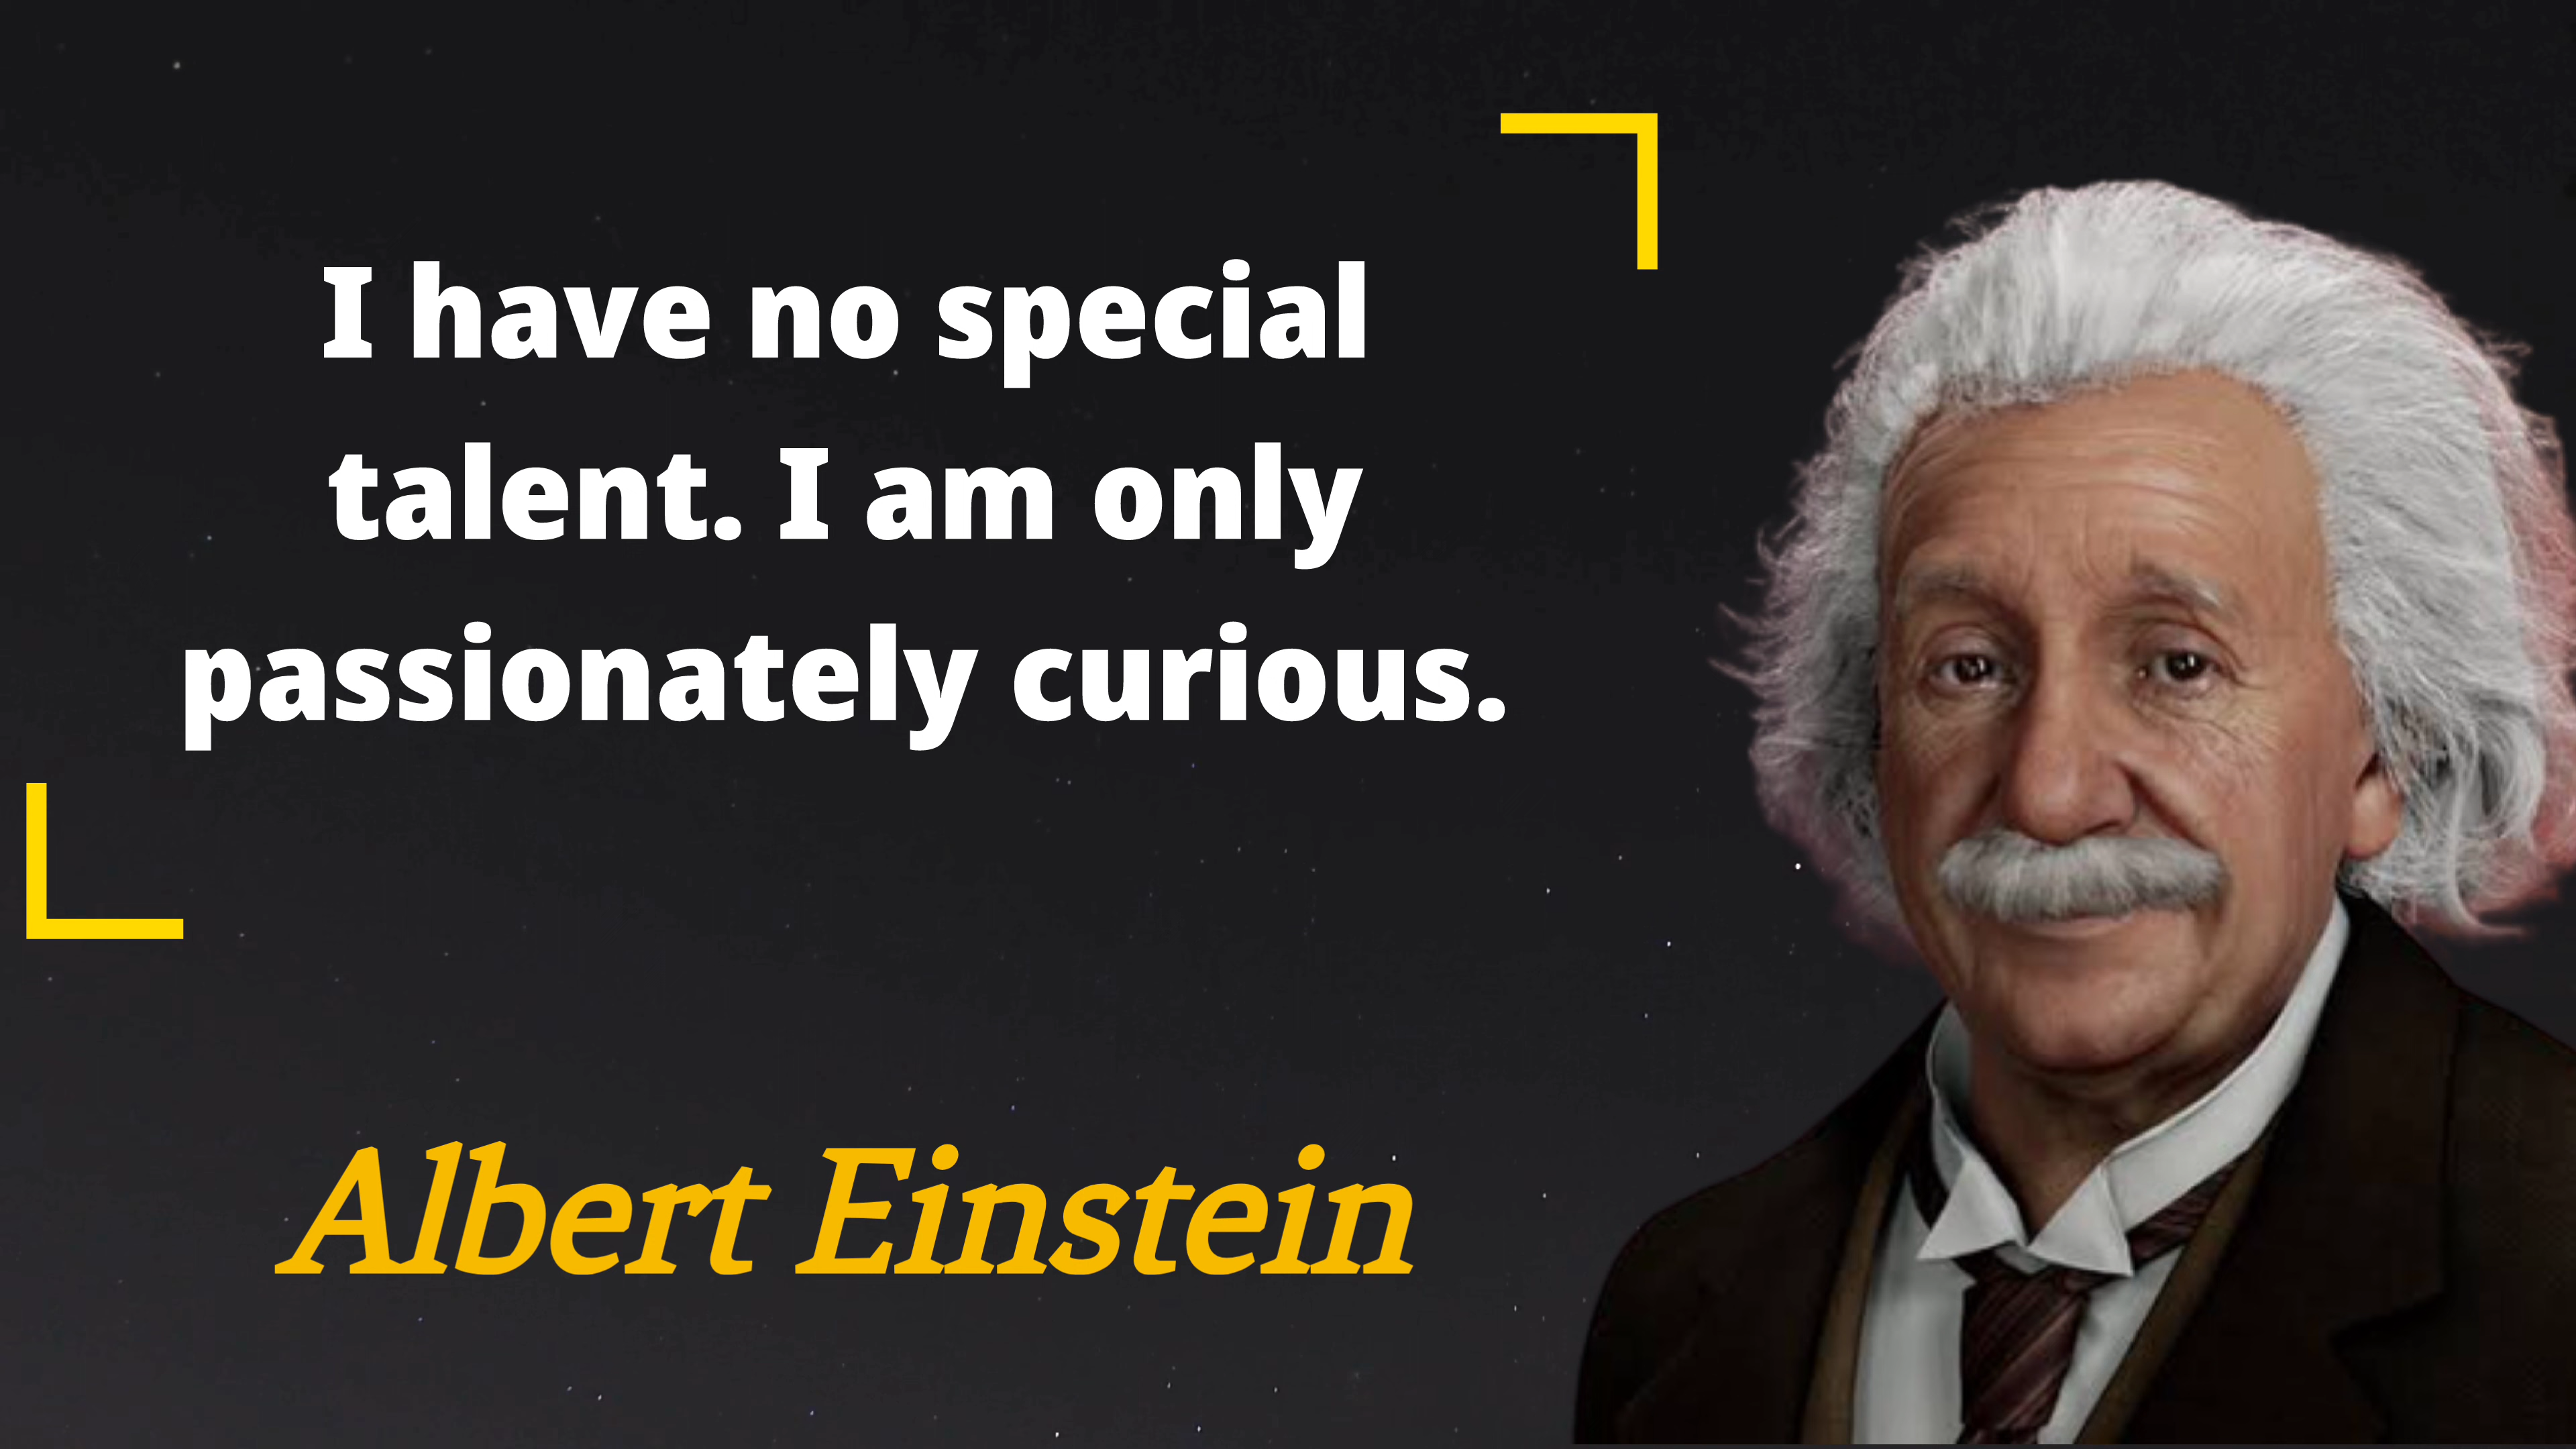 I have no special
talent. I am only
passionately curious.
Albert Einstein